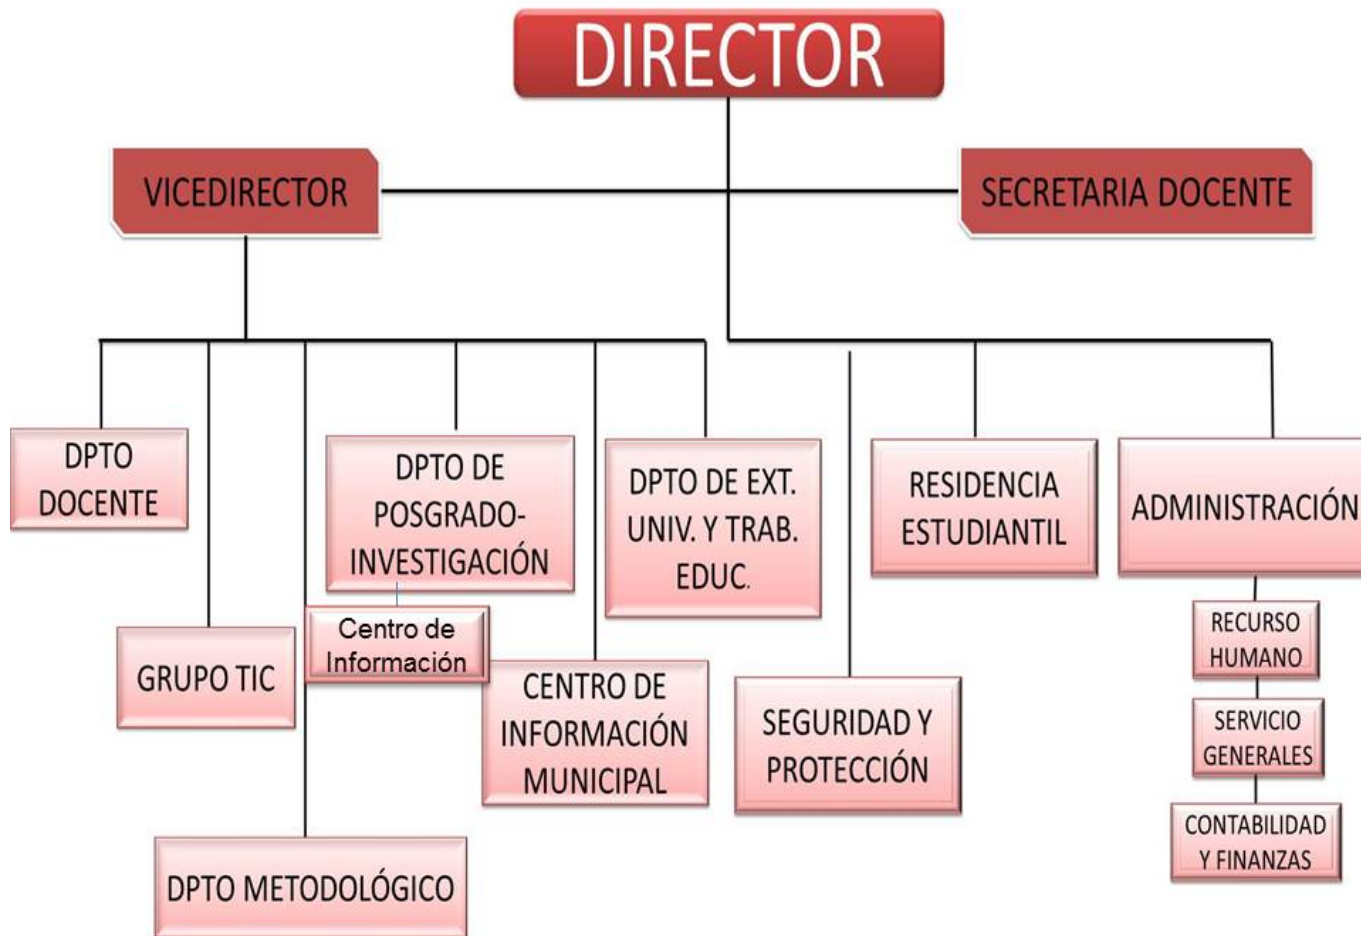 DIRECTOR
VICEDIRECTOR
SECRETARIA DOCENTE
DPTO
DOCENTE
GRUPO TIC
DPTO METODOLÓGICO
DPTO DE
POSGRADO-
INVESTIGACIÓN
Centro de
Información
CENTRO DE
INFORMACIÓN
MUNICIPAL
DPTO DE EXT.
UNIV. Y TRAB.
EDUC.
SEGURIDAD Y
PROTECCIÓN
RESIDENCIA
ESTUDIANTIL
ADMINISTRACIÓN
RECURSO
HUMANO
SERVICIO
GENERALES
CONTABILIDAD
Y FINANZAS